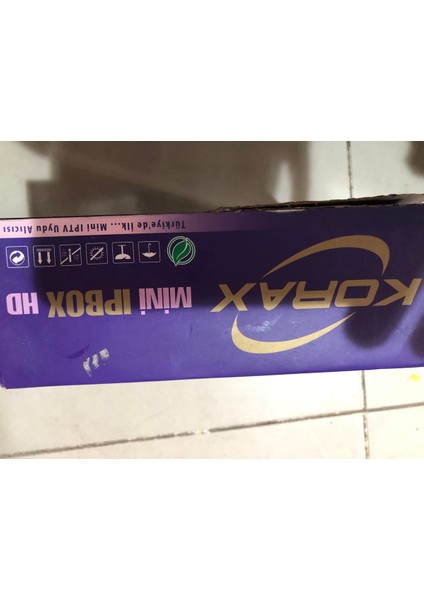 KORAX
MiNi IPBOX HD
Türkiye'de İlk... Mini IPTV Uydu Alıcısı